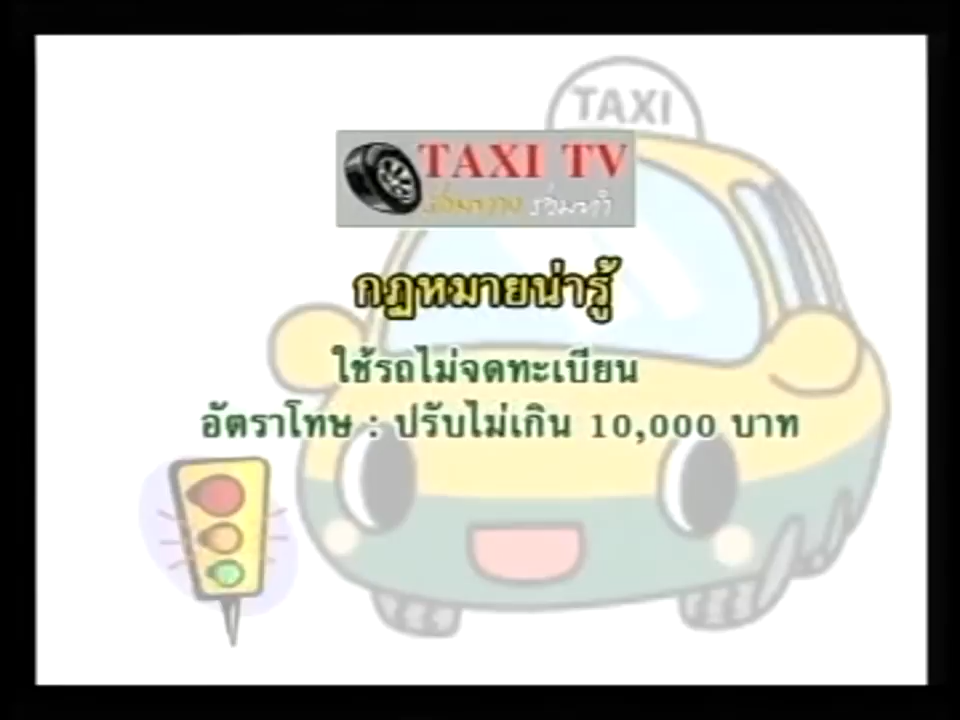 TAXI
TAXI TV
กฎหมายน่ารู้
ใช้รถไม่จดทะเบียน
อัตราโทษ : ปรับไม่เกิน 10,000 บาท